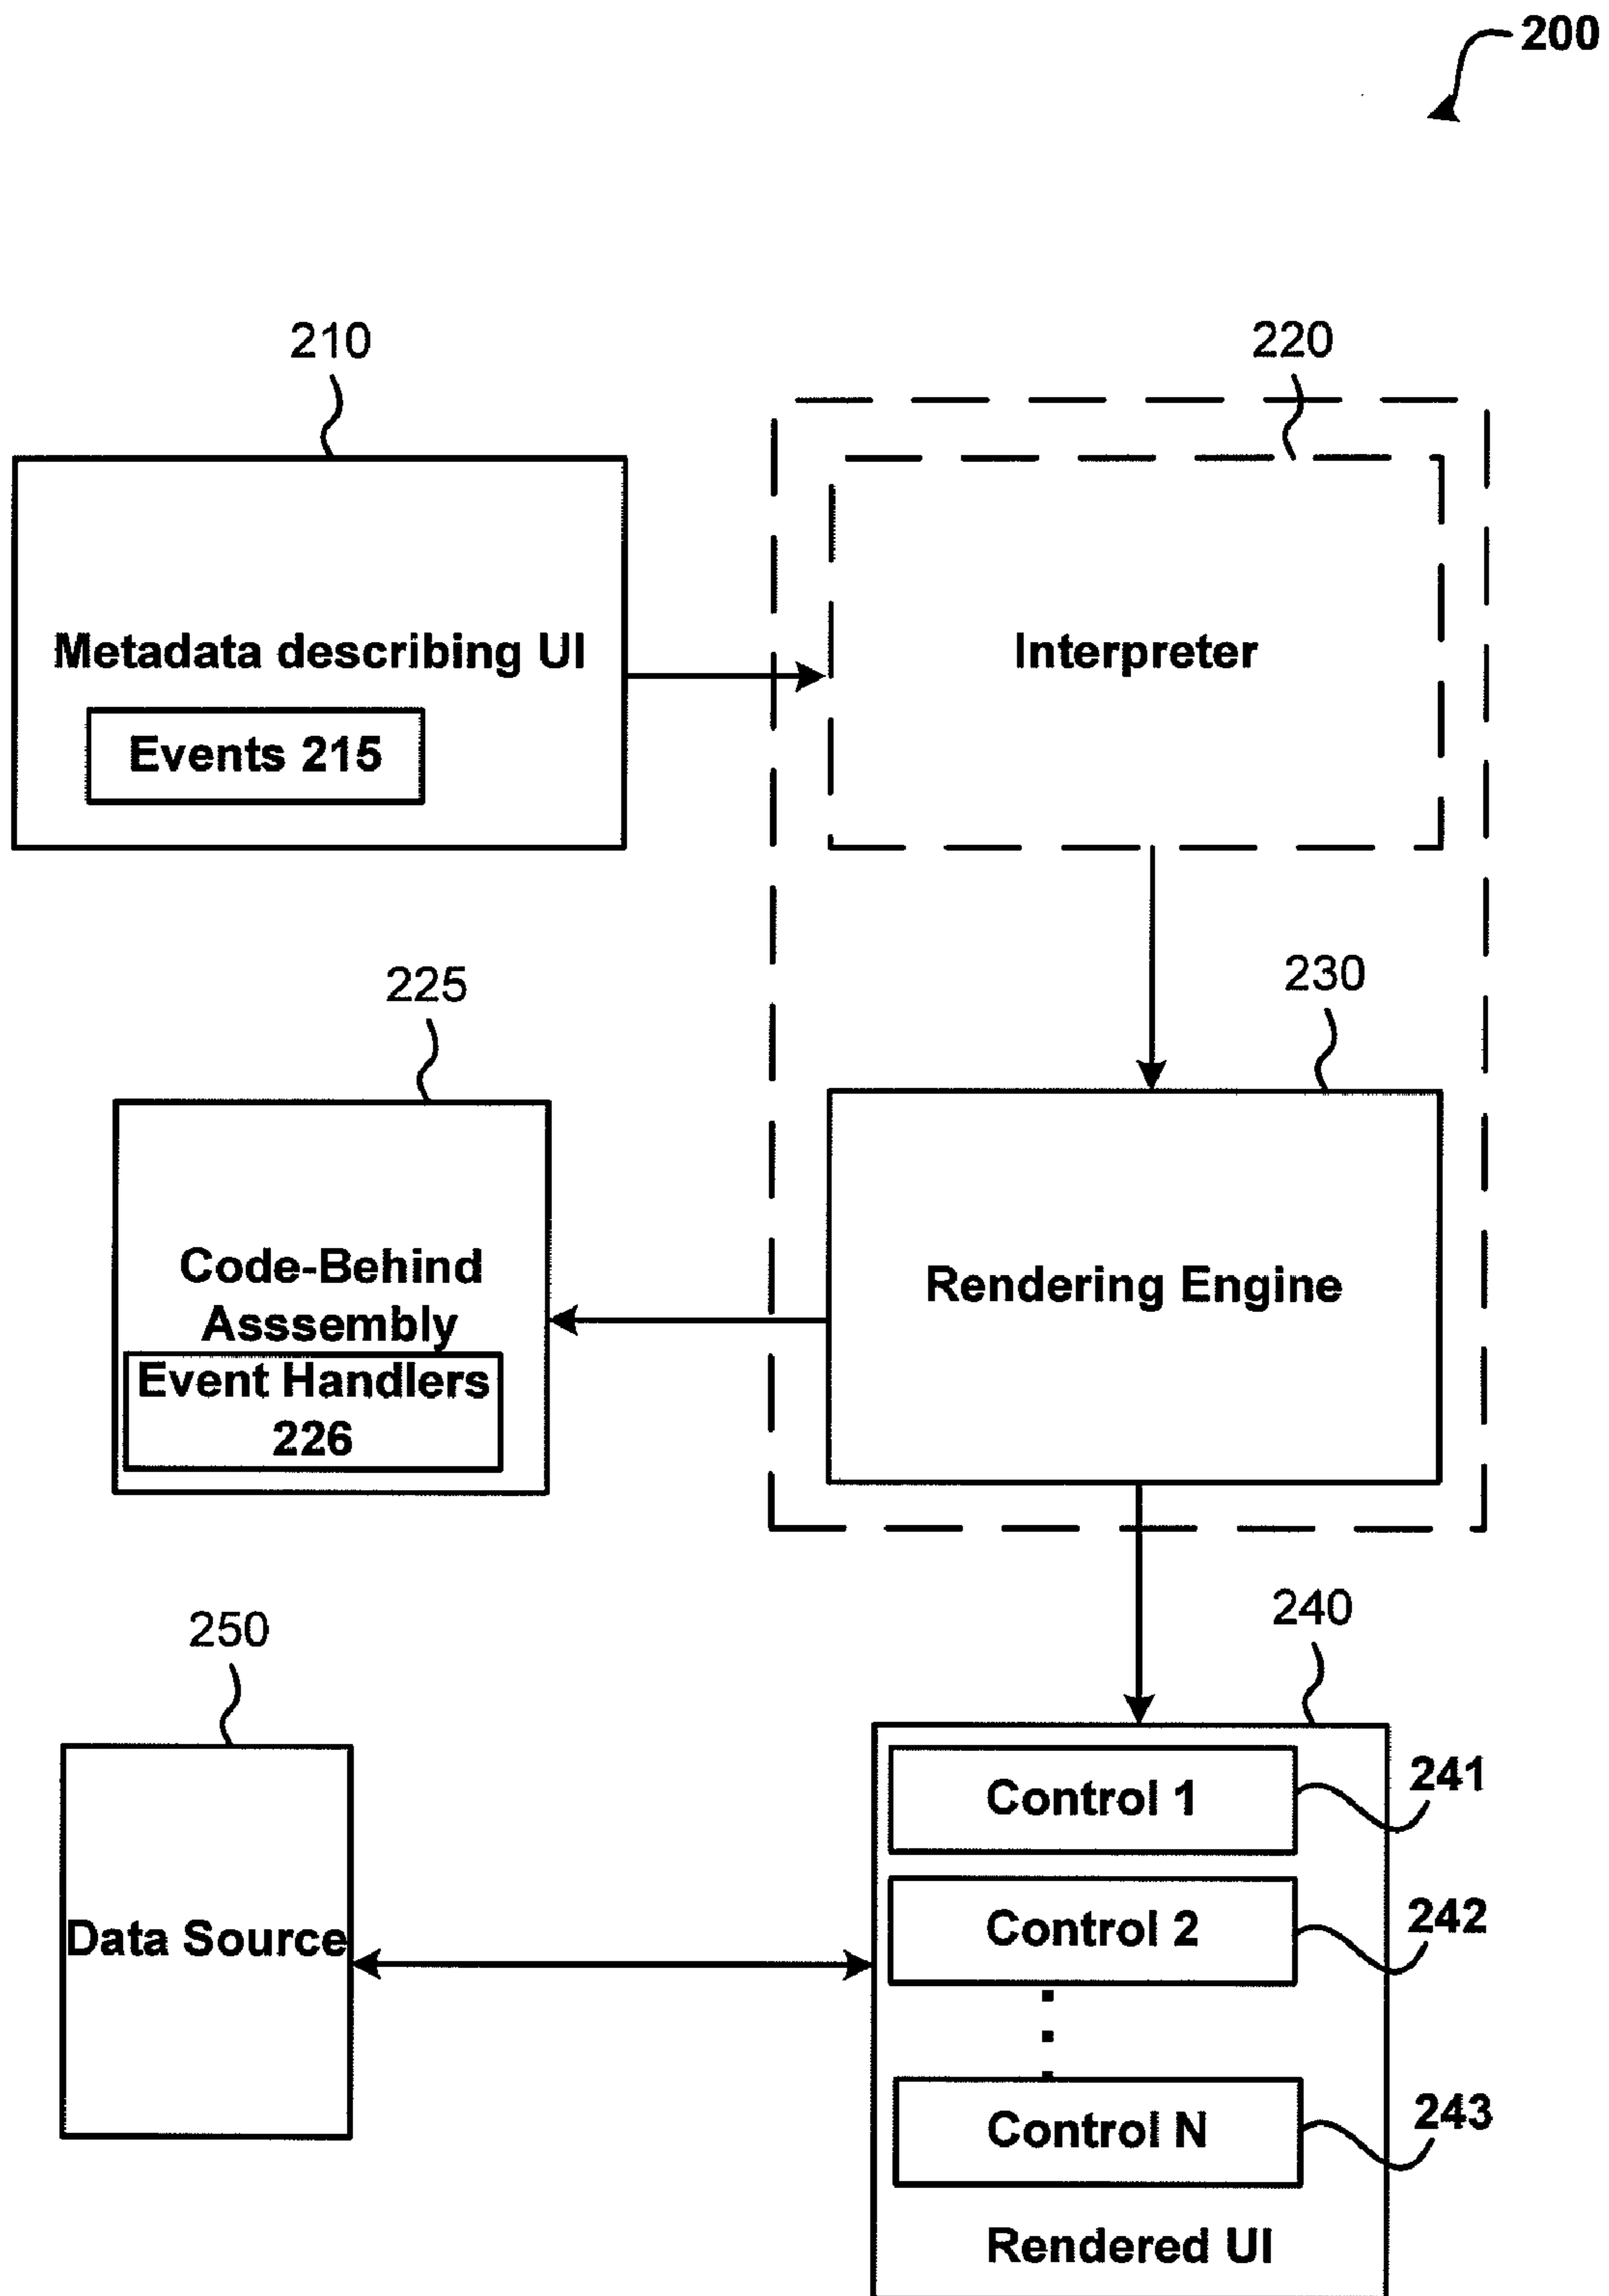 200
210
220
Metadata describing UI
Interpreter
Events 215
225
230
Code-Behind
Asssembly
Rendering Engine
Event Handlers
226
250
240
Control 1
241
Control 2
242
Data Source
Control N
243
Rendered UI